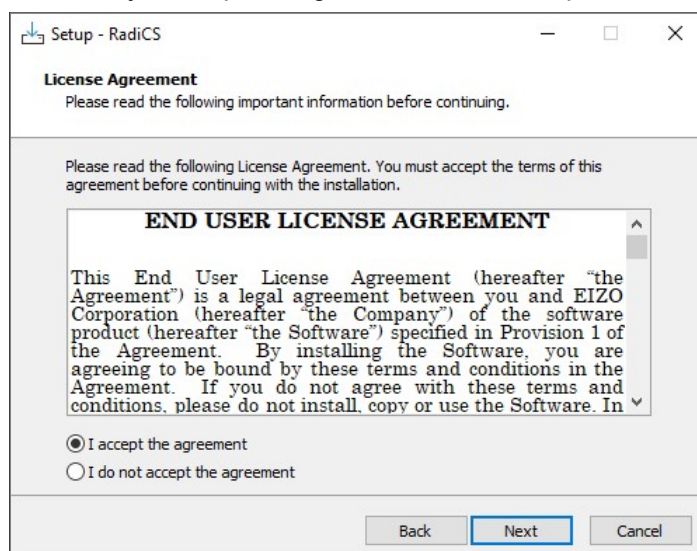 Setup - RadiCS
License Agreement
Please read the following important information before continuing.
Please read the following License Agreement. You must accept the terms of this
agreement before continuing with the installation.
END USER LICENSE AGREEMENT
This End User License Agreement (hereafter “the
Agreement”) is a legal agreement between you and EIZO
Corporation (hereafter “the Company”) of the software
product (hereafter “the Software”) specified in Provision 1 of
the Agreement. By installing the Software, you are
agreeing to be bound by these terms and conditions in the
Agreement. If you do not agree with these terms and
conditions, please do not install, copy or use the Software. In
I accept the agreement
I do not accept the agreement
Back Next Cancel